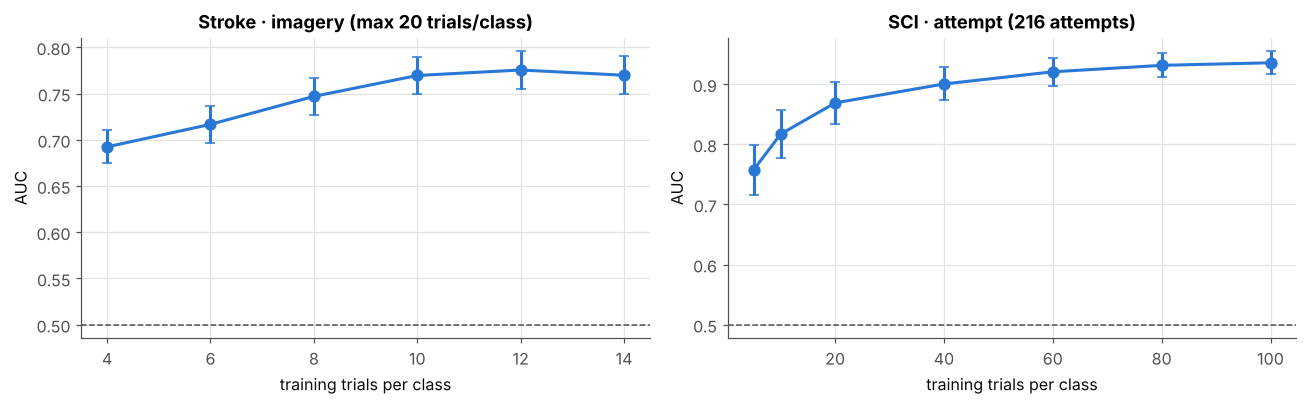 Stroke · imagery (max 20 trials/class)
AUC
0.80
0.75
0.70
0.65
0.60
0.55
0.50
4 6 8 10 12 14
training trials per class
SCI · attempt (216 attempts)
AUC
0.9
0.8
0.7
0.6
0.5
20 40 60 80 100
training trials per class